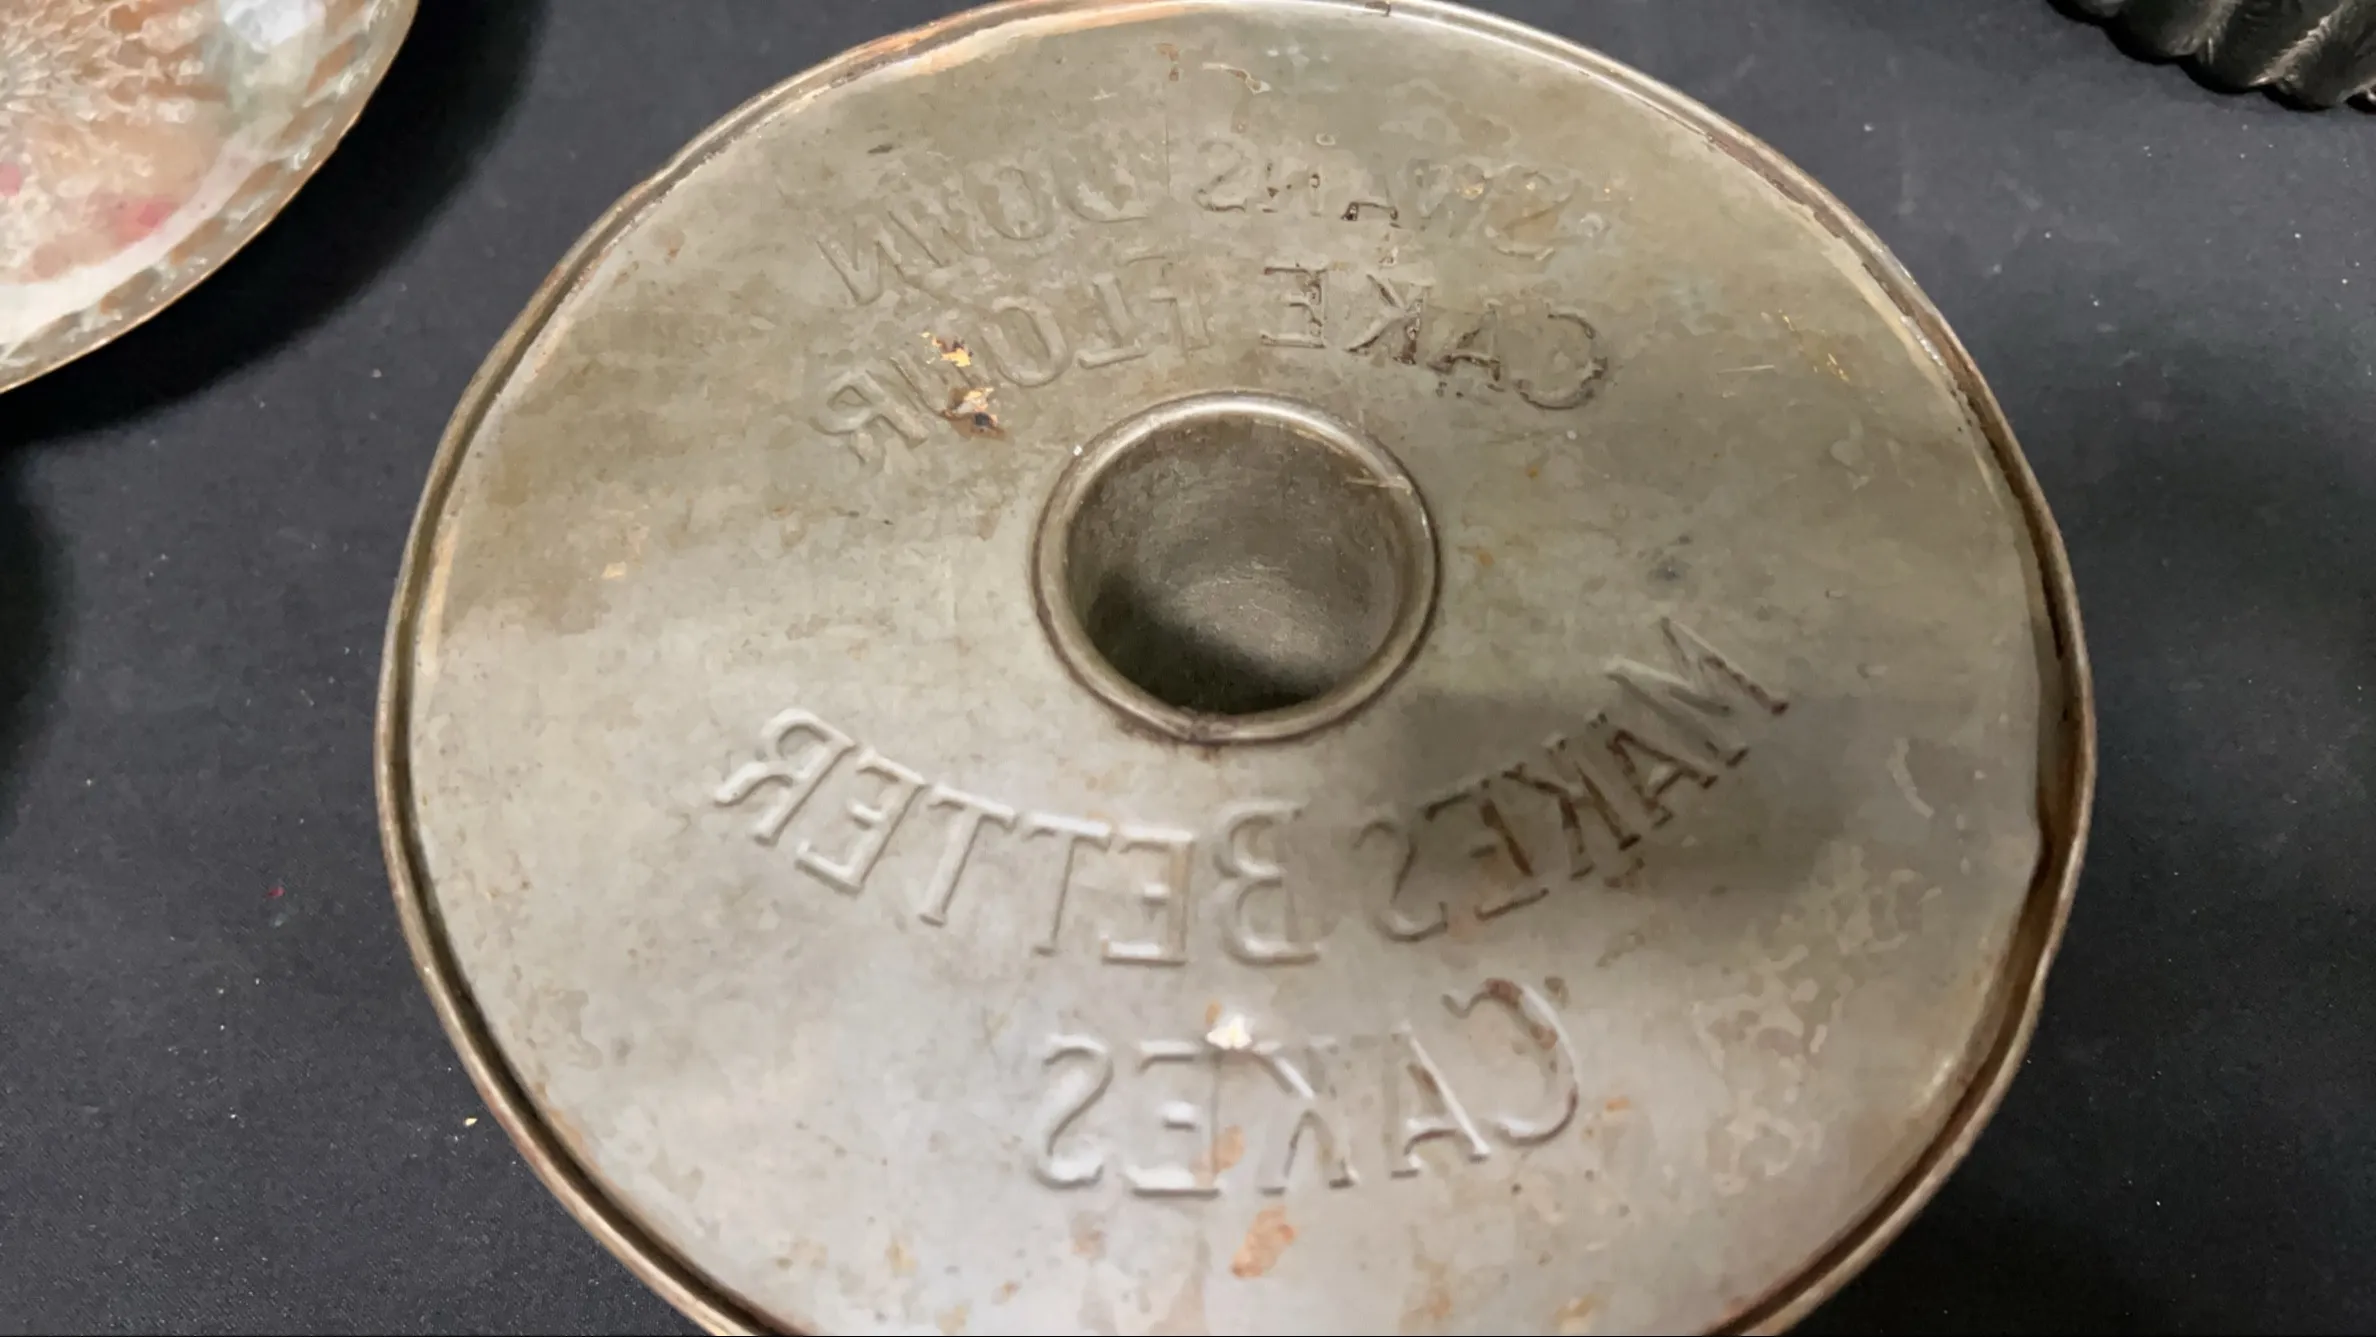 SWANS DOWN
CAKE FLOUR
MAKES BETTER
CAKES